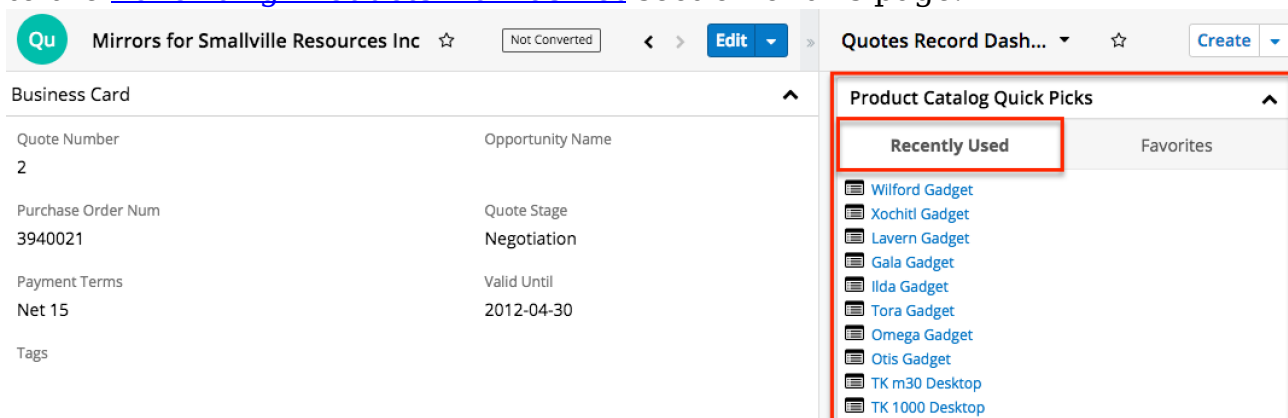 Qu Mirrors for Smallville Resources Inc Not Converted Edit
Business Card
Quote Number
2
Opportunity Name
Purchase Order Num
3940021
Quote Stage
Negotiation
Payment Terms
Net 15
Valid Until
2012-04-30
Tags
Quotes Record Dash... Create
Product Catalog Quick Picks
Recently Used Favorites
Wilford Gadget
Xochitl Gadget
Lavern Gadget
Gala Gadget
Ilda Gadget
Tora Gadget
Omega Gadget
Otis Gadget
TK m30 Desktop
TK 1000 Desktop